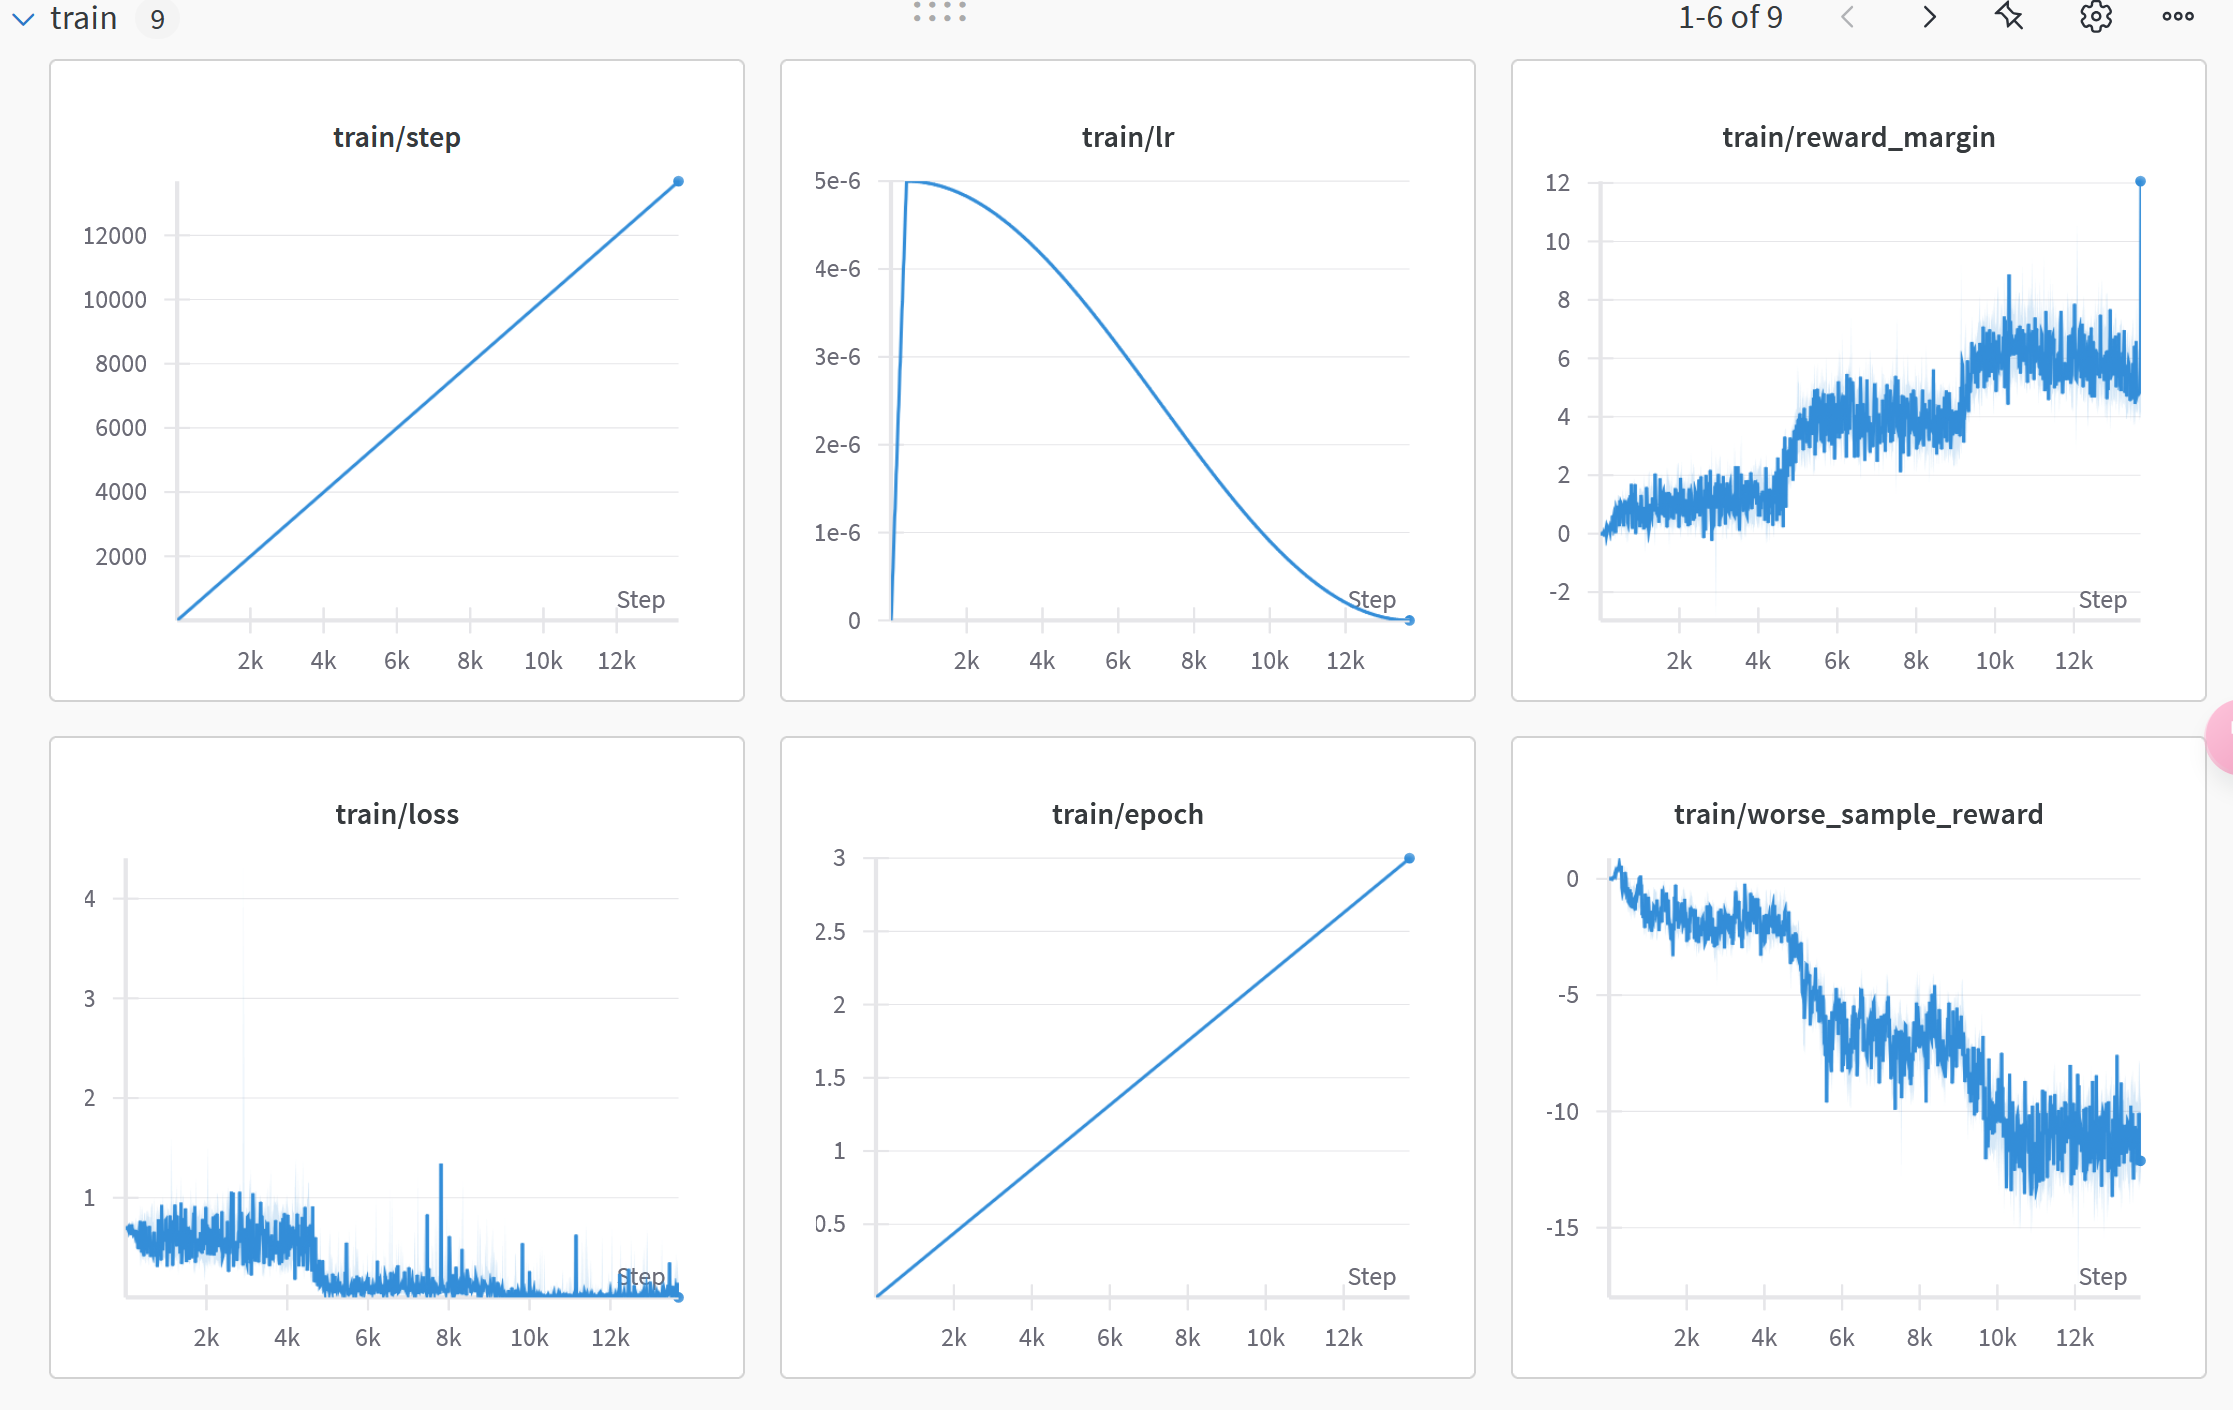 train 9
1-6 of 9
train/step
12000
10000
8000
6000
4000
2000
Step
2k 4k 6k 8k 10k 12k
train/lr
5e-6
4e-6
3e-6
2e-6
1e-6
0
Step
2k 4k 6k 8k 10k 12k
train/reward_margin
12
10
8
6
4
2
0
-2
Step
2k 4k 6k 8k 10k 12k
train/loss
4
3
2
1
Step
2k 4k 6k 8k 10k 12k
train/epoch
3
2.5
2
1.5
1
0.5
Step
2k 4k 6k 8k 10k 12k
train/worse_sample_reward
0
-5
-10
-15
Step
2k 4k 6k 8k 10k 12k